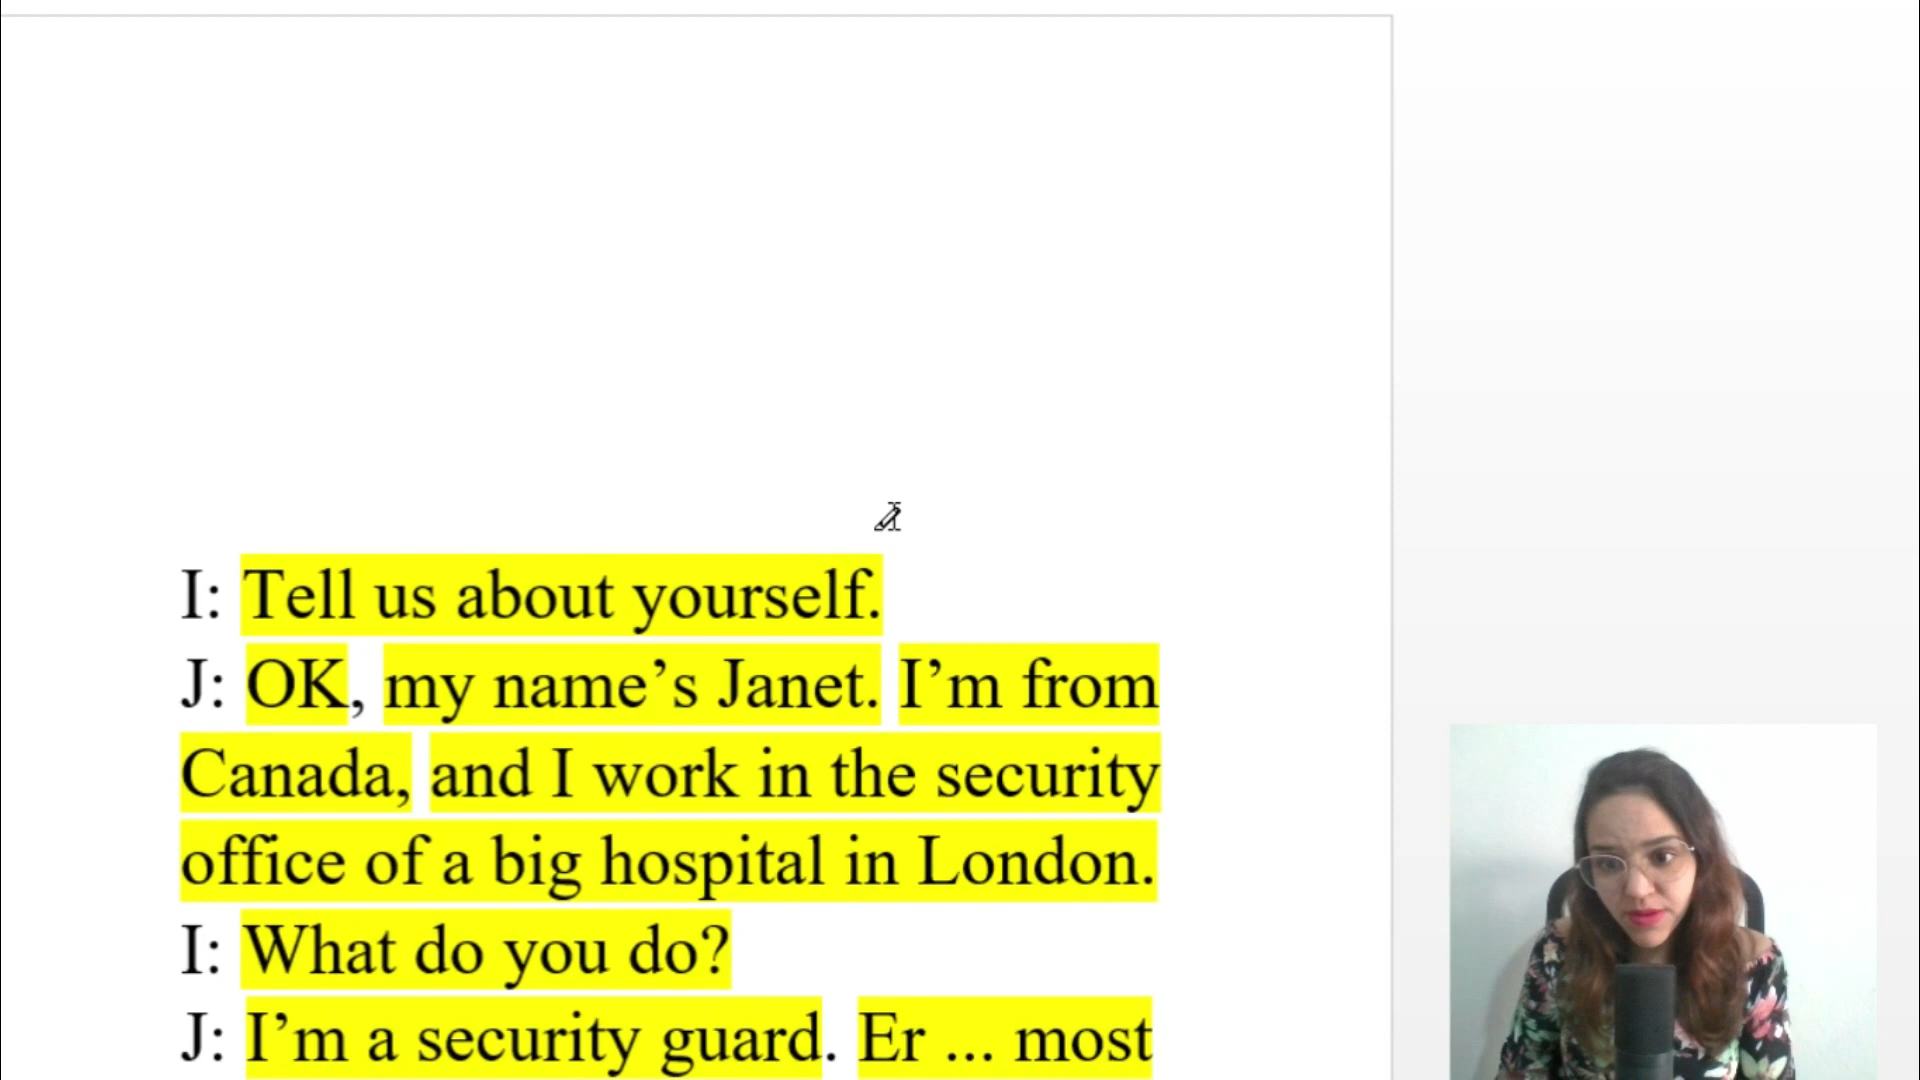 I: Tell us about yourself.
J: OK, my name’s Janet. I’m from
Canada, and I work in the security
office of a big hospital in London.
I: What do you do?
J: I’m a security guard. Er ... most